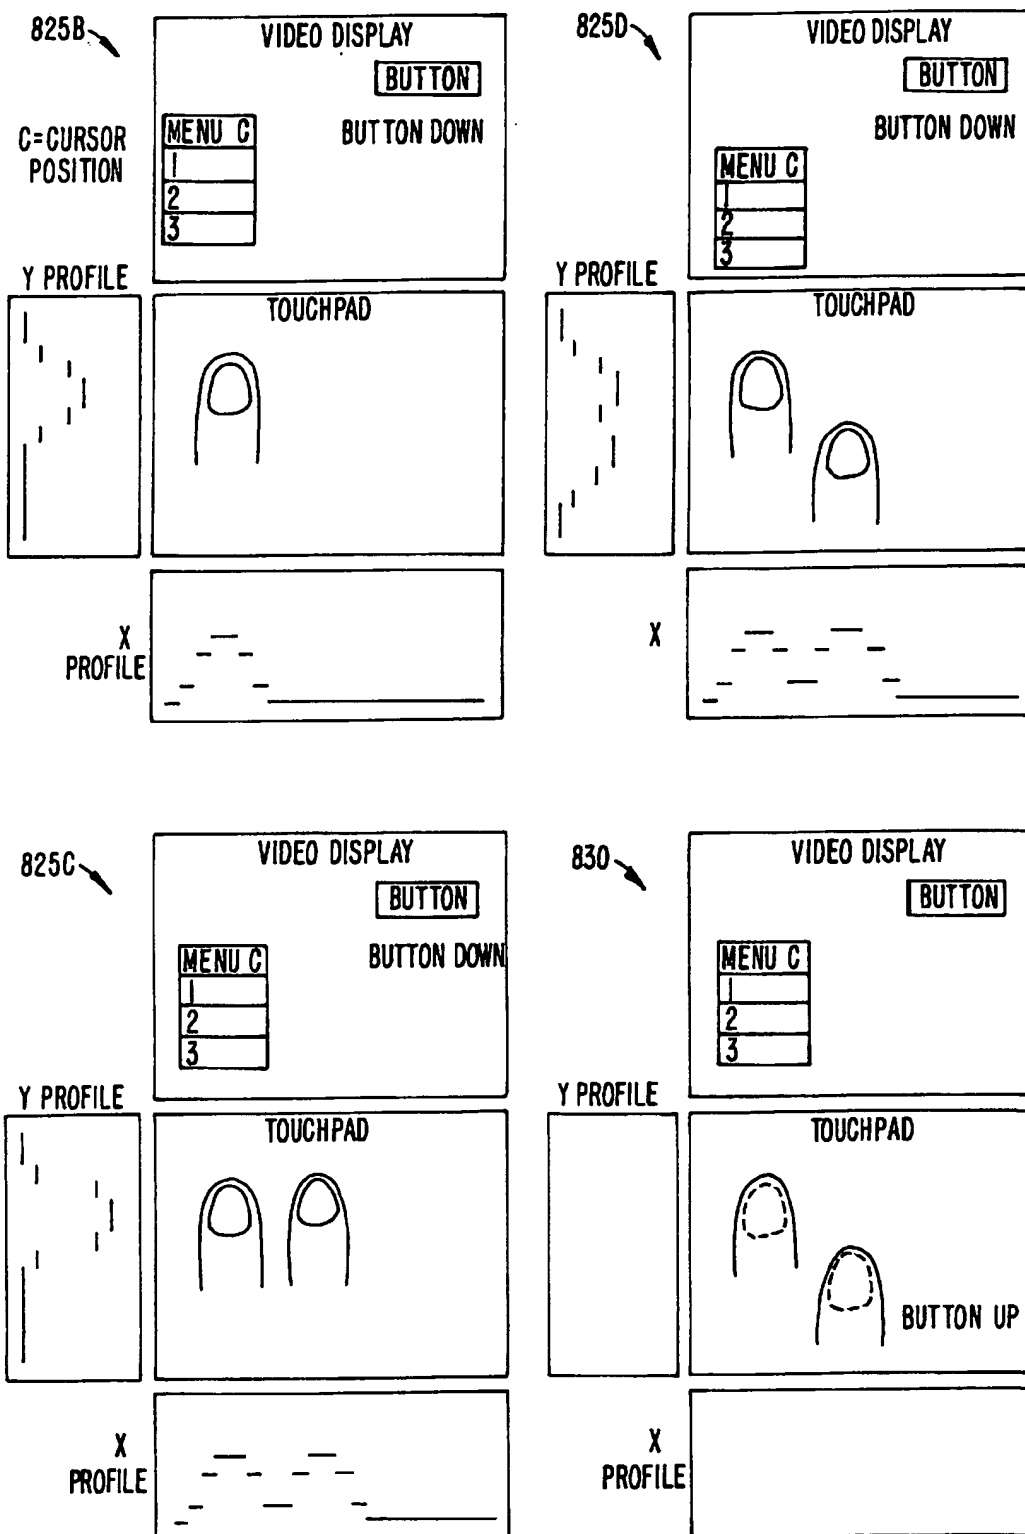 825B
VIDEO DISPLAY
BUTTON
BUTTON DOWN
C=CURSOR
POSITION
MENU C
1
2
3
Y PROFILE
TOUCHPAD
X
PROFILE
825D
VIDEO DISPLAY
BUTTON
BUTTON DOWN
MENU C
1
2
3
Y PROFILE
TOUCHPAD
X
825C
VIDEO DISPLAY
BUTTON
BUTTON DOWN
MENU C
1
2
3
Y PROFILE
TOUCHPAD
X
PROFILE
830
VIDEO DISPLAY
BUTTON
MENU C
1
2
3
Y PROFILE
TOUCHPAD
BUTTON UP
X
PROFILE